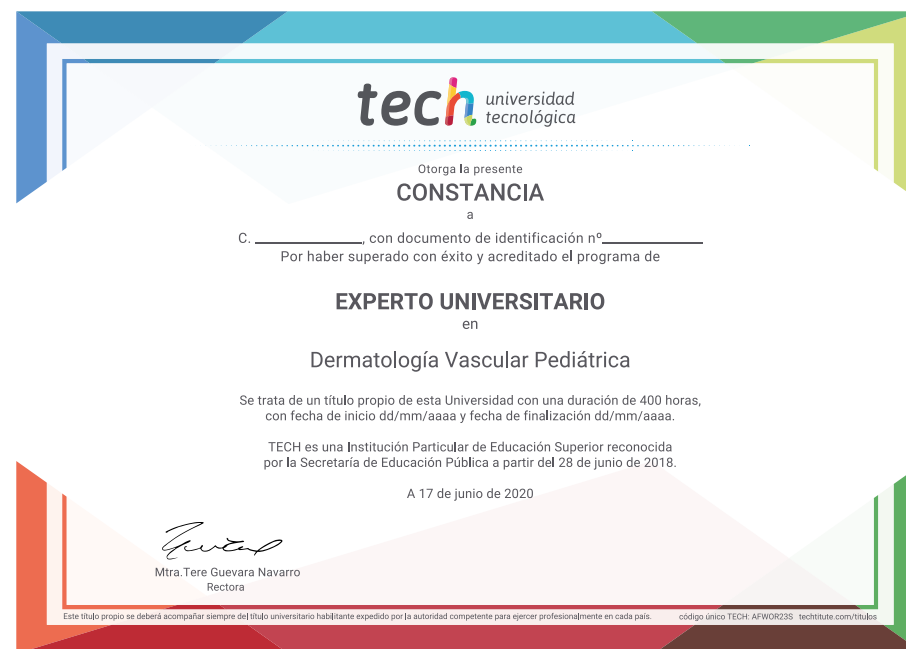 tech universidad
tecnológica
Otorga la presente
CONSTANCIA
a
C. ____________, con documento de identificación nº____________
Por haber superado con éxito y acreditado el programa de
EXPERTO UNIVERSITARIO
en
Dermatología Vascular Pediátrica
Se trata de un título propio de esta Universidad con una duración de 400 horas,
con fecha de inicio dd/mm/aaaa y fecha de finalización dd/mm/aaaa.
TECH es una Institución Particular de Educación Superior reconocida
por la Secretaría de Educación Pública a partir del 28 de junio de 2018.
A 17 de junio de 2020
Mtra.Tere Guevara Navarro
Rectora
Este título propio se deberá acompañar siempre del título universitario habilitante expedido por la autoridad competente para ejercer profesionalmente en cada país. código único TECH: AFWOR23S techtitute.com/titulos